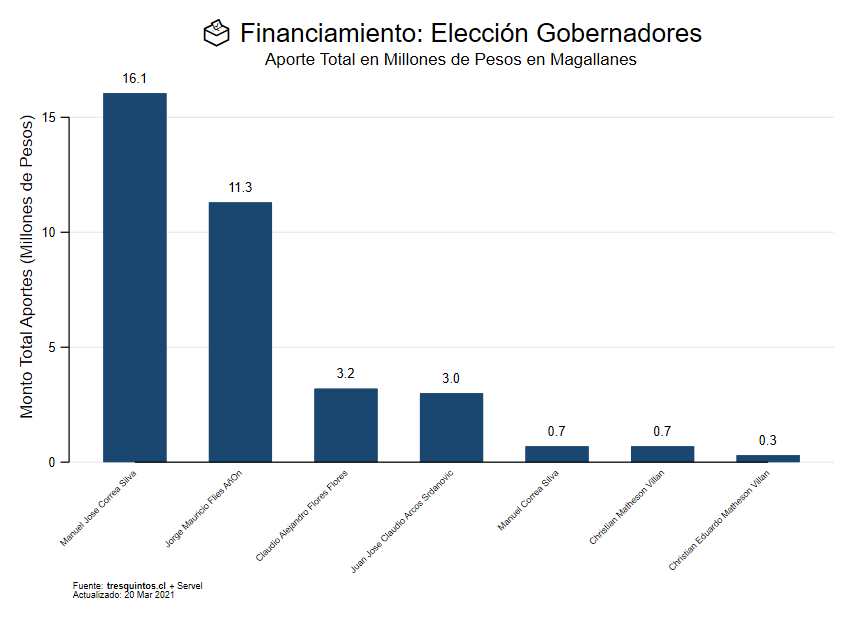 Financiamiento: Elección Gobernadores
Aporte Total en Millones de Pesos en Magallanes
Monto Total Aportes (Millones de Pesos)
15
10
5
0
16.1
11.3
3.2
3.0
0.7
0.7
0.3
Manuel Jose Correa Silva
Jorge Mauricio Flies AñOn
Claudio Alejandro Flores Flores
Juan Jose Claudio Arcos Srdanovic
Manuel Correa Silva
Christian Matheson Villan
Christian Eduardo Matheson Villan
Fuente: tresquintos.cl + Servel
Actualizado: 20 Mar 2021